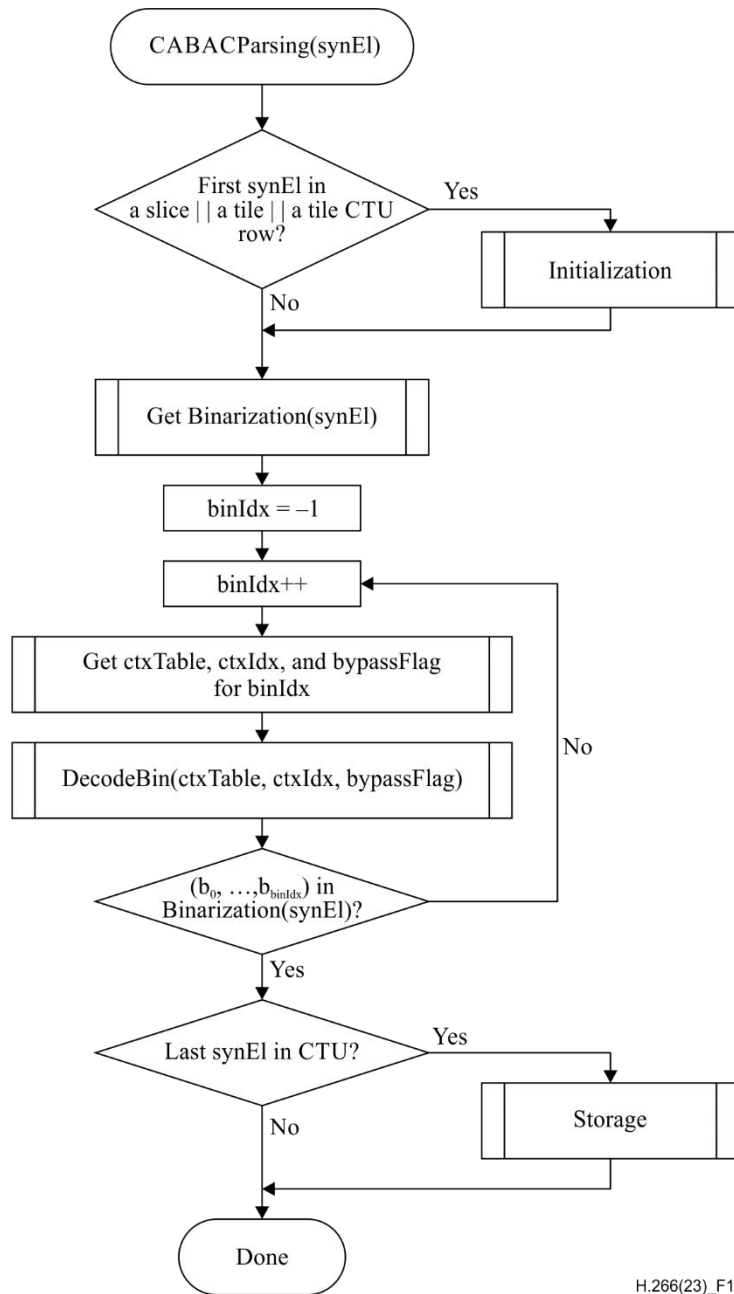 CABACParsing(synEl)
First synEl in
a slice | | a tile | | a tile CTU
row?
Yes
Initialization
No
Get Binarization(synEl)
binIdx = –1
binIdx++
Get ctxTable, ctxIdx, and bypassFlag
for binIdx
No
DecodeBin(ctxTable, ctxIdx, bypassFlag)
(b₀, …,b_binIdx) in
Binarization(synEl)?
Yes
Last synEl in CTU?
Yes
Storage
No
Done
H.266(23)_F1